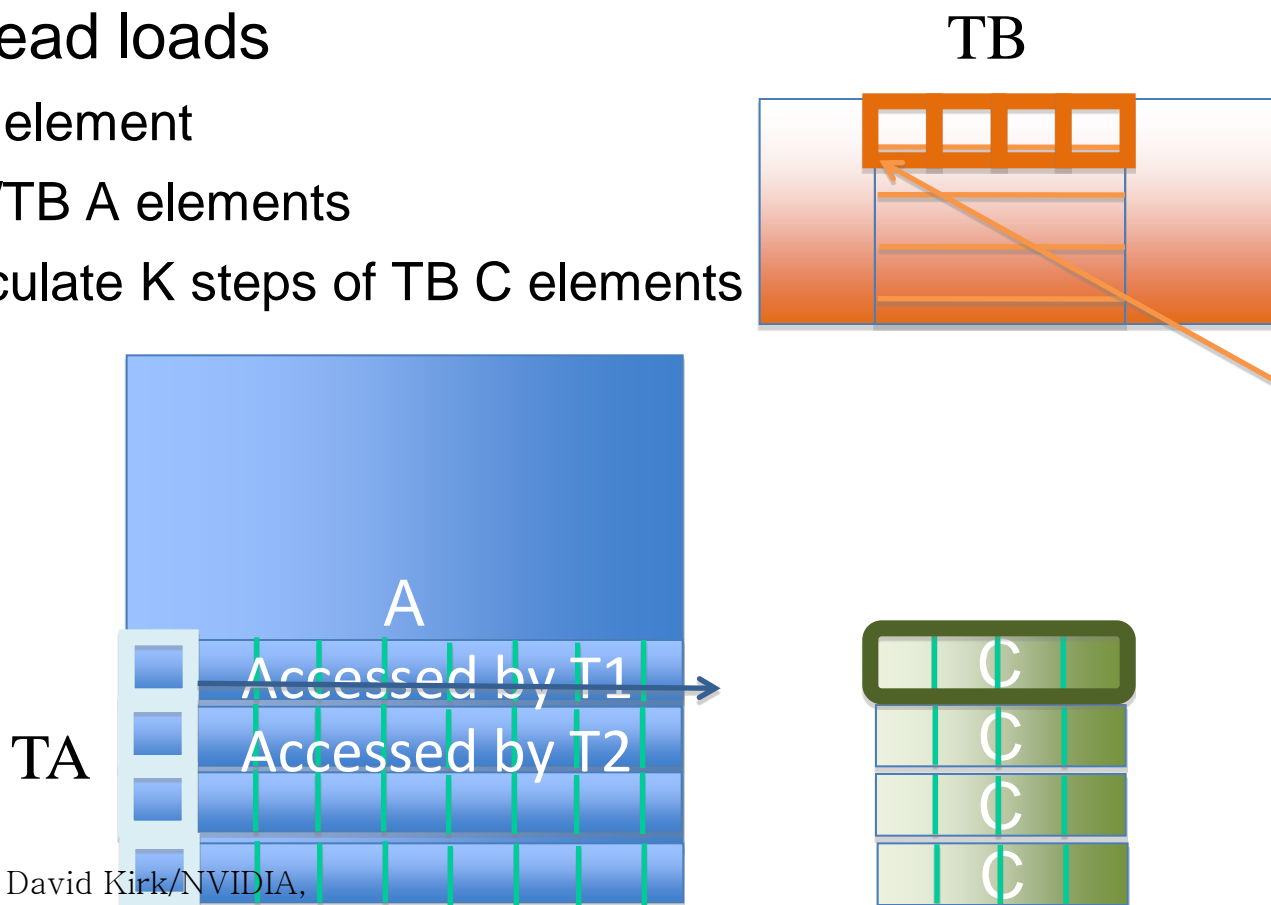 ead loads
TB
element
/TB A elements
culate K steps of TB C elements
A
Accessed by T1
C
TA
Accessed by T2
C
C
C
David Kirk/NVIDIA,